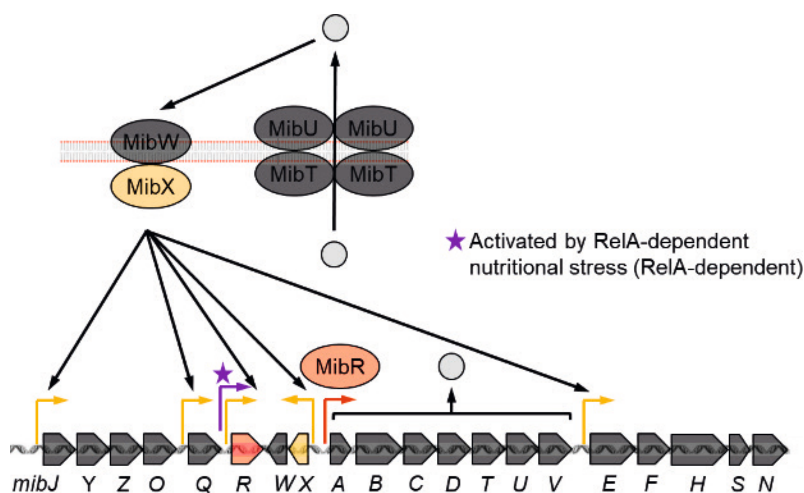 MibW
MibX
MibU MibU
MibT MibT
★ Activated by RelA-dependent
nutritional stress (RelA-dependent)
MibR
mibJ Y Z O Q R W X A B C D T U V E F H S N